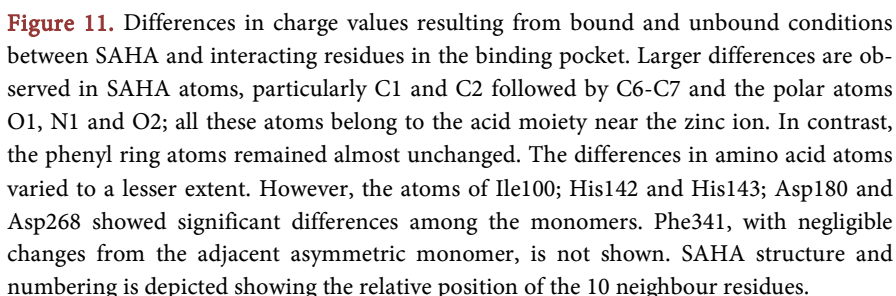 Figure 11. Differences in charge values resulting from bound and unbound conditions
between SAHA and interacting residues in the binding pocket. Larger differences are ob-
served in SAHA atoms, particularly C1 and C2 followed by C6-C7 and the polar atoms
O1, N1 and O2; all these atoms belong to the acid moiety near the zinc ion. In contrast,
the phenyl ring atoms remained almost unchanged. The differences in amino acid atoms
varied to a lesser extent. However, the atoms of Ile100; His142 and His143; Asp180 and
Asp268 showed significant differences among the monomers. Phe341, with negligible
changes from the adjacent asymmetric monomer, is not shown. SAHA structure and
numbering is depicted showing the relative position of the 10 neighbour residues.